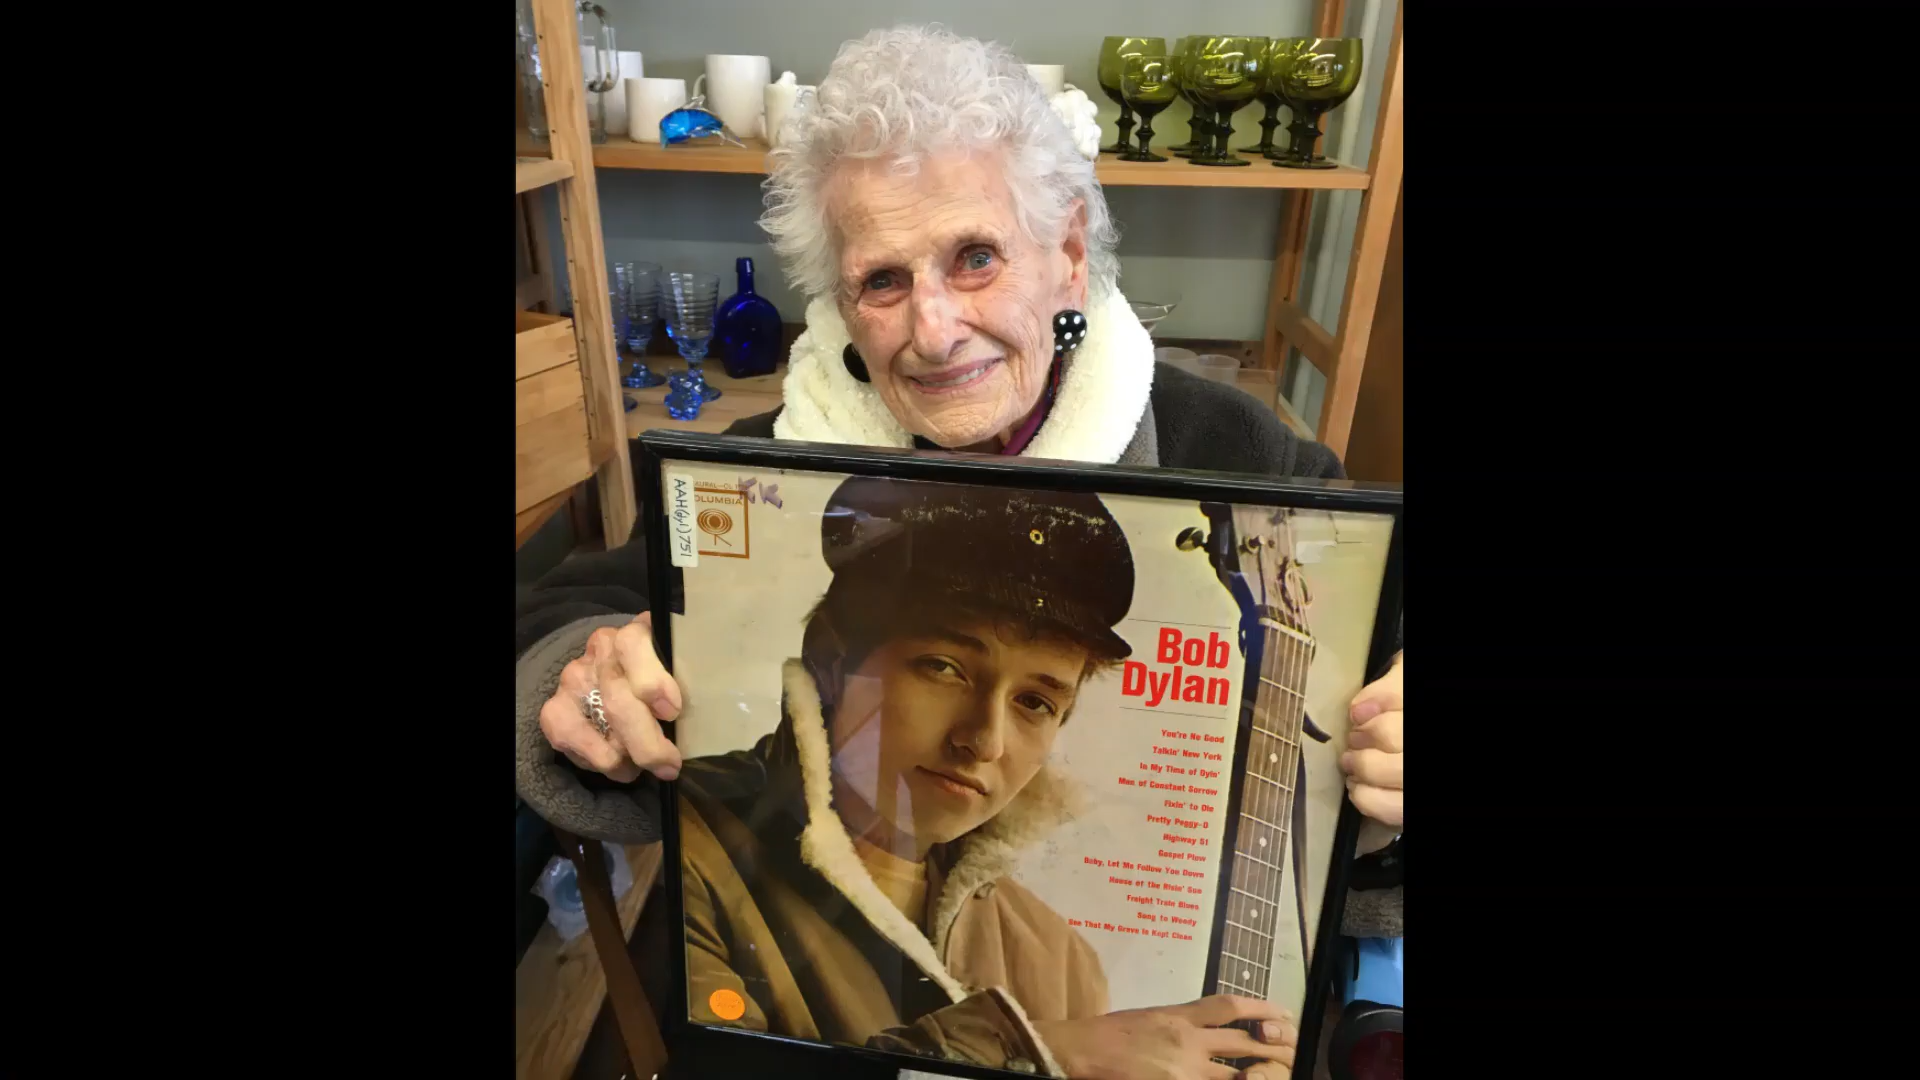 COLUMBIA
AAH(dyl)751
Bob
Dylan
You're No Good
Talkin' New York
In My Time of Dyin'
Man of Constant Sorrow
Fixin' to Die
Pretty Peggy-O
Highway 51
Gospel Plow
Baby, Let Me Follow You Down
House of the Risin' Sun
Freight Train Blues
Song to Woody
See That My Grave Is Kept Clean